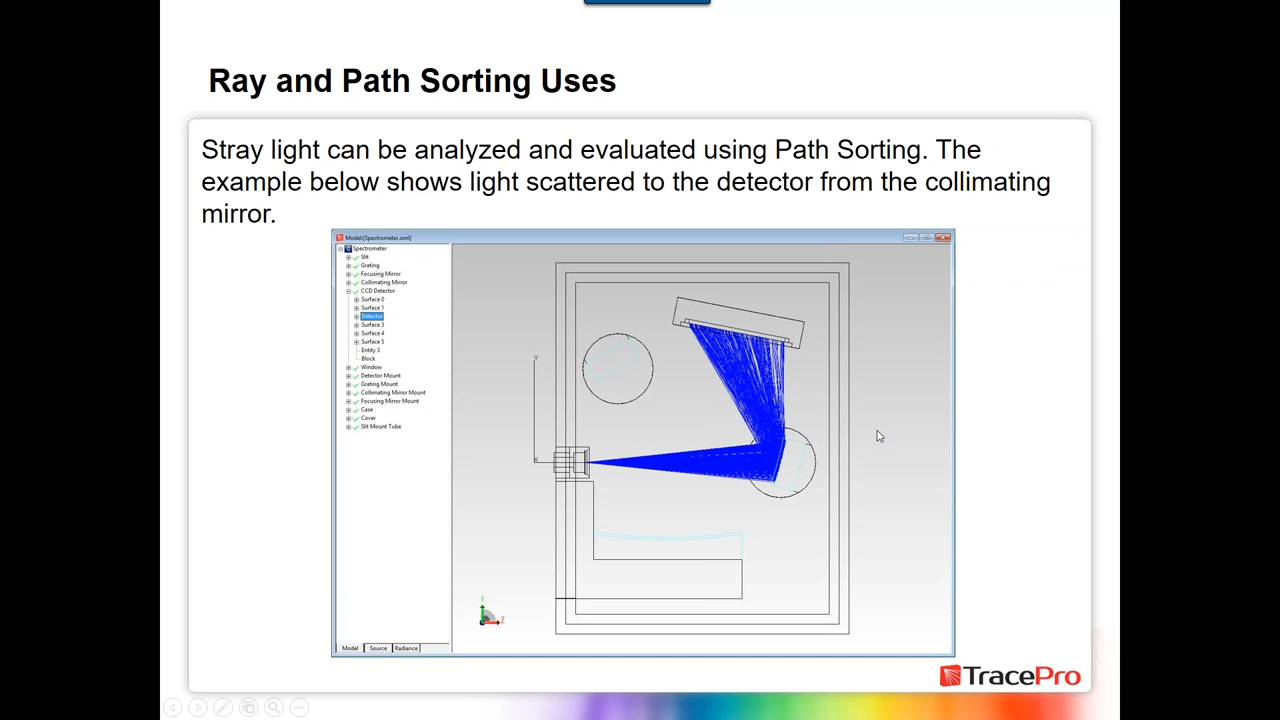 Ray and Path Sorting Uses
Stray light can be analyzed and evaluated using Path Sorting. The
example below shows light scattered to the detector from the collimating
mirror.
Model:[Spectrometer.oml]
Spectrometer
Slit
Grating
Focusing Mirror
Collimating Mirror
CCD Detector
Surface 0
Surface 1
Detector
Surface 3
Surface 4
Surface 5
Entity 3
Block
Window
Detector Mount
Grating Mount
Collimating Mirror Mount
Focusing Mirror Mount
Case
Cover
Slit Mount Tube
Y
X
Y
Z
Model Source Radiance
TracePro